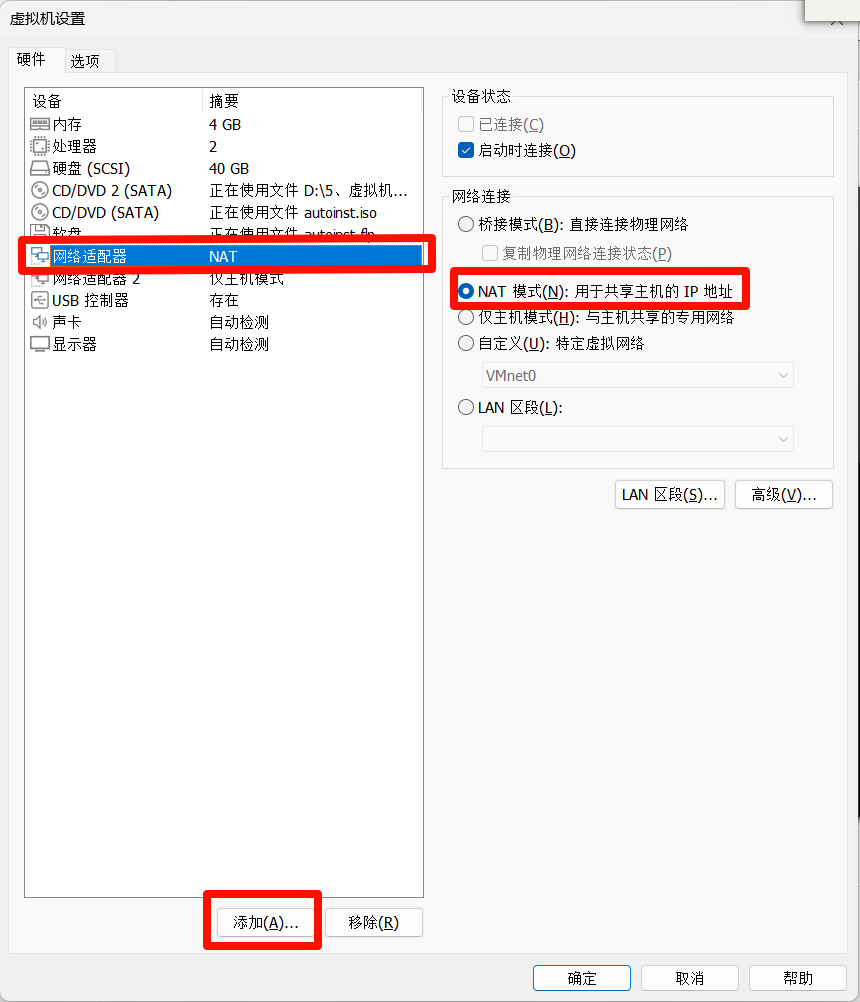 虚拟机设置
硬件 选项
设备 摘要
内存 4 GB
处理器 2
硬盘 (SCSI) 40 GB
CD/DVD 2 (SATA) 正在使用文件 D:\5、虚拟机...
CD/DVD (SATA) 正在使用文件 autoinst.iso
软盘 正在使用文件 autoinst.flp
网络适配器 NAT
网络适配器 2 仅主机模式
USB 控制器 存在
声卡 自动检测
显示器 自动检测
添加(A)... 移除(R)
设备状态
已连接(C)
启动时连接(O)
网络连接
桥接模式(B): 直接连接物理网络
复制物理网络连接状态(P)
NAT 模式(N): 用于共享主机的 IP 地址
仅主机模式(H): 与主机共享的专用网络
自定义(U): 特定虚拟网络
VMnet0
LAN 区段(L):
LAN 区段(S)... 高级(V)...
确定 取消 帮助